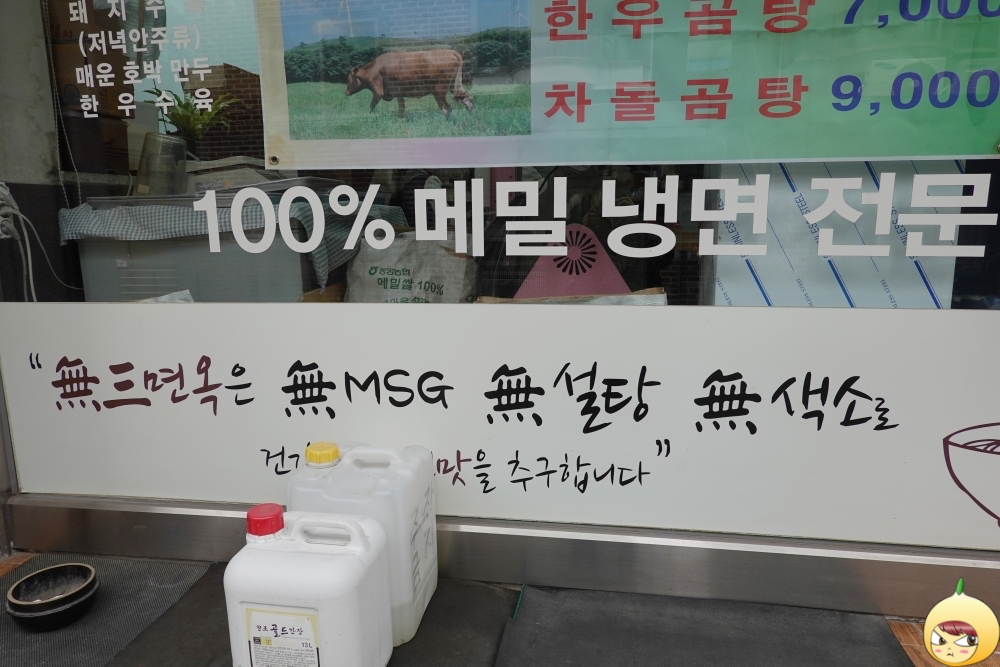 돼지수육
(저녁안주류)
매운 호박 만두
한우수육
한우곰탕 7,000
차돌곰탕 9,000
100% 메밀 냉면 전문
메밀쌀 100%
"無三면옥은 無MSG 無설탕 無색소로
맛을 추구합니다"
골드간장
13L